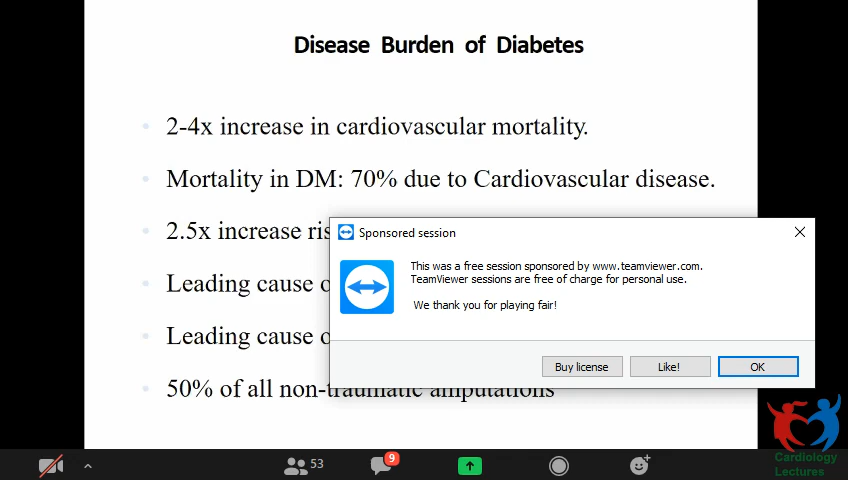 Disease Burden of Diabetes
2-4x increase in cardiovascular mortality.
Mortality in DM: 70% due to Cardiovascular disease.
2.5x increase ris
Leading cause o
Leading cause o
50% of all non-traumatic amputations
Sponsored session
This was a free session sponsored by www.teamviewer.com.
TeamViewer sessions are free of charge for personal use.
We thank you for playing fair!
Buy license Like! OK
53 9
Cardiology
Lectures